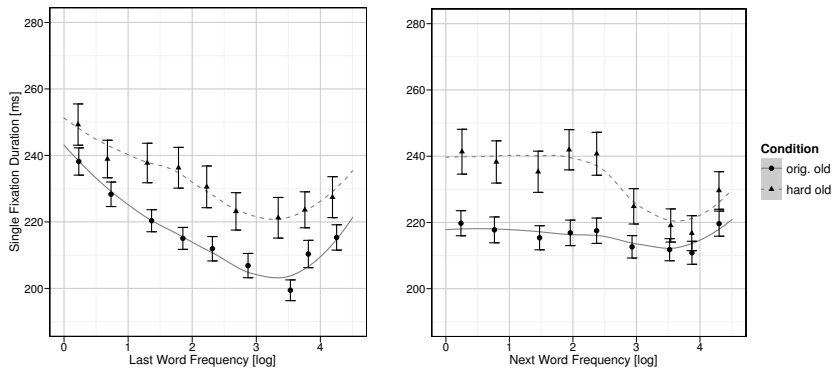 Single Fixation Duration [ms]
280
260
240
220
200
0 1 2 3 4
Last Word Frequency [log]
280
260
240
220
200
0 1 2 3 4
Next Word Frequency [log]
Condition
orig. old
hard old